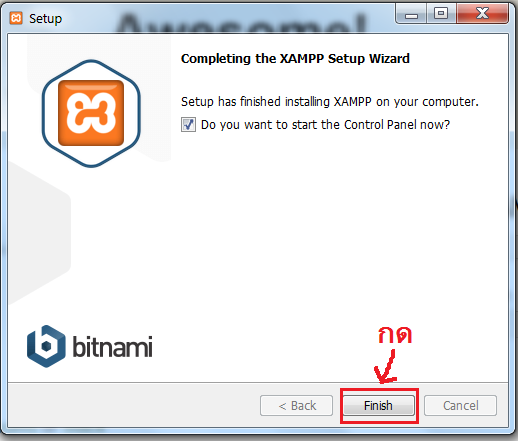 Awesome!
Setup
Completing the XAMPP Setup Wizard
Setup has finished installing XAMPP on your computer.
Do you want to start the Control Panel now?
bitnami
กด
< Back
Finish
Cancel